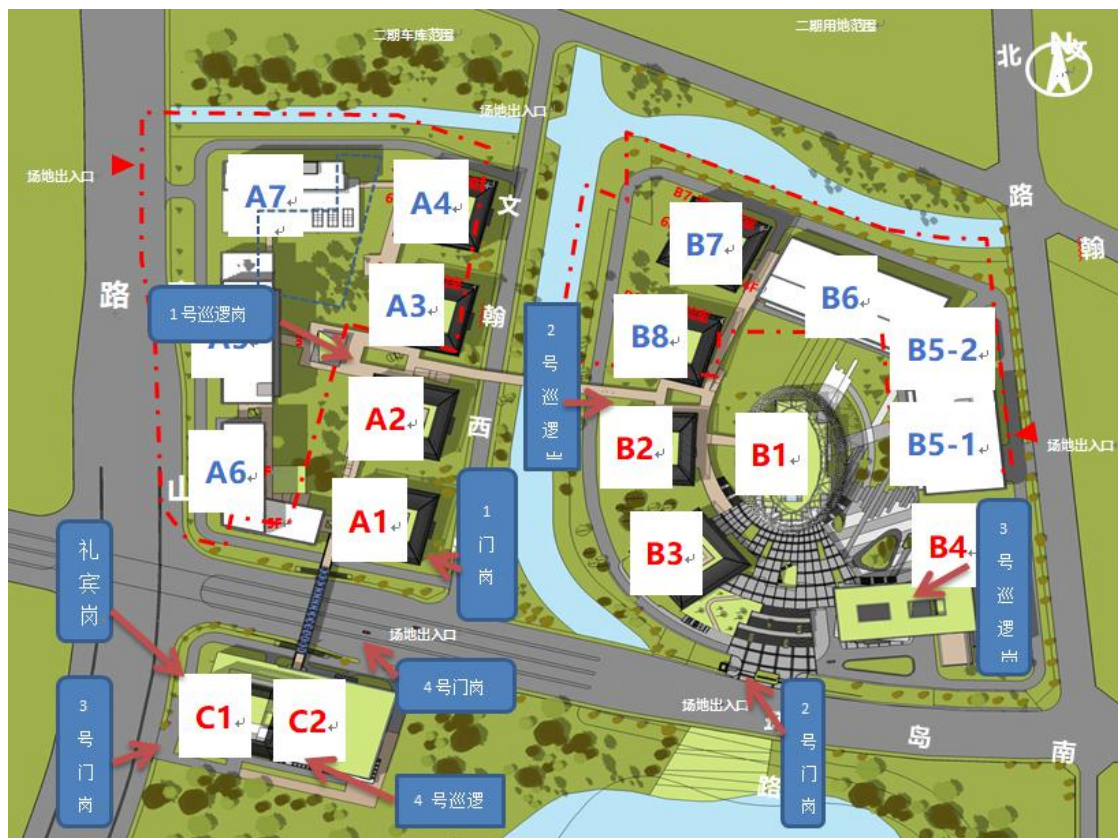 二期车库范围
二期用地范围
北
N
牧
场地出入口
场地出入口
A7
A4
文
路
翰
B7
路
1号巡逻岗
A3
翰
2号巡逻岗
B8
B6
B5-2
A2
西
B2
B1
B5-1
场地出入口
A6
山
A1
1门岗
B3
B4
3号巡逻岗
礼宾岗
场地出入口
4号门岗
2号门岗
场地出入口
岛
南
路
3号门岗
C1
C2
4号巡逻